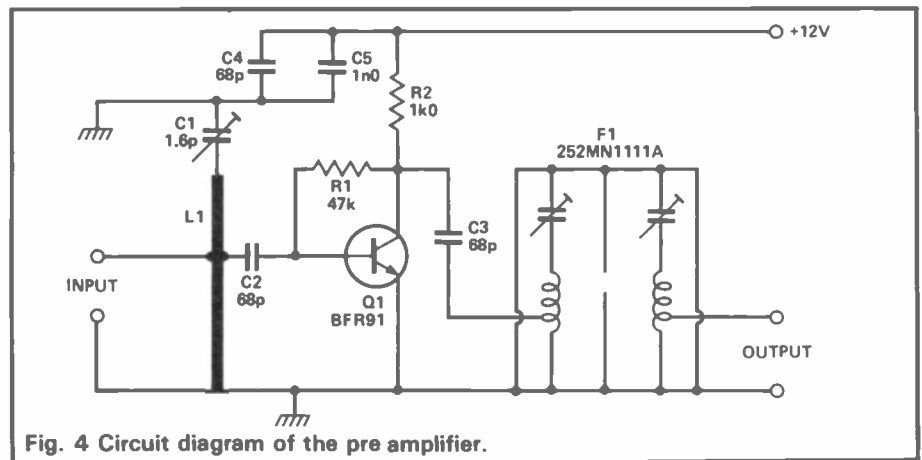 +12V
C4
68p
C5
1n0
R2
1k0
C1
1.6p
F1
252MN1111A
R1
47k
L1
C3
68p
C2
68p
INPUT
Q1
BFR91
OUTPUT
Fig. 4 Circuit diagram of the pre amplifier.